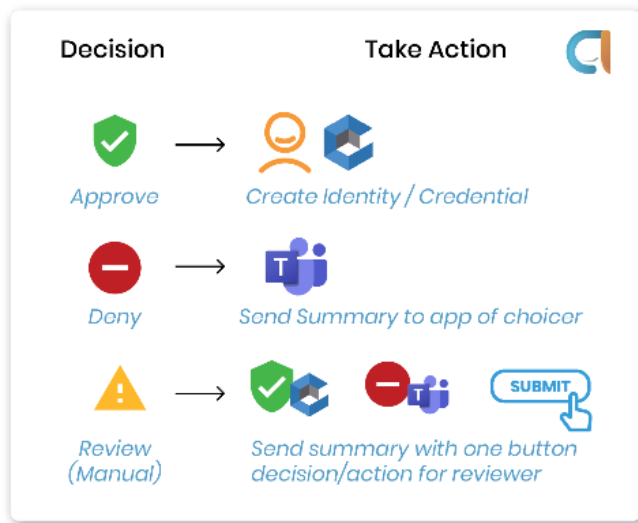 Decision
Take Action
Approve
Create Identity / Credential
T
Deny
Send Summary to app of choicer
T
SUBMIT
Review
(Manual)
Send summary with one button
decision/action for reviewer